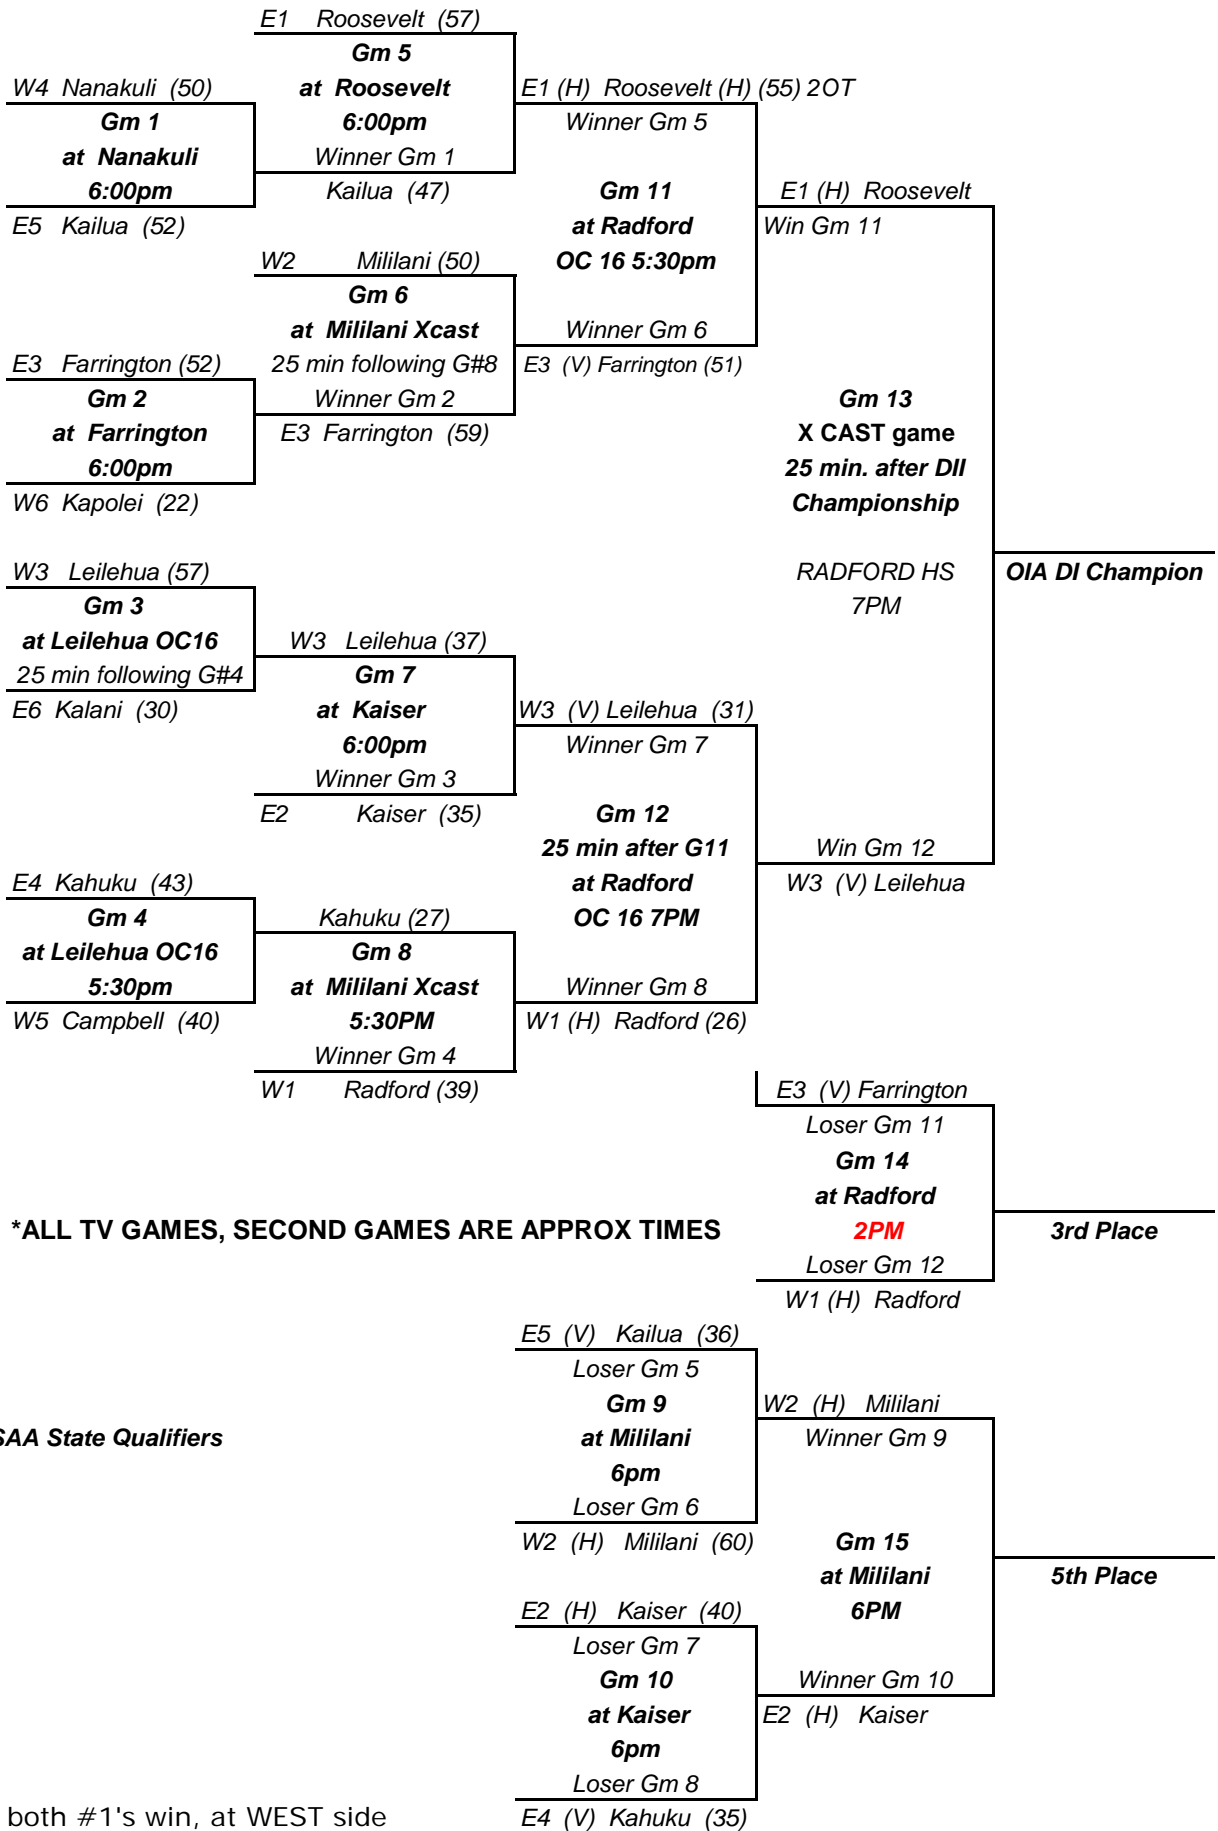 E1 Roosevelt (57)
Gm 5
at Roosevelt
6:00pm
Winner Gm 1
Kailua (47)
W4 Nanakuli (50)
Gm 1
at Nanakuli
6:00pm
E5 Kailua (52)
E1 (H) Roosevelt (H) (55) 2OT
Winner Gm 5
Gm 11
at Radford
OC 16 5:30pm
Winner Gm 6
E3 (V) Farrington (51)
E1 (H) Roosevelt
Win Gm 11
W2 Mililani (50)
Gm 6
at Mililani Xcast
25 min following G#8
Winner Gm 2
E3 Farrington (59)
E3 Farrington (52)
Gm 2
at Farrington
6:00pm
W6 Kapolei (22)
Gm 13
X CAST game
25 min. after DII
Championship
RADFORD HS
7PM
OIA DI Champion
W3 Leilehua (57)
Gm 3
at Leilehua OC16
25 min following G#4
E6 Kalani (30)
W3 Leilehua (37)
Gm 7
at Kaiser
6:00pm
Winner Gm 3
E2 Kaiser (35)
W3 (V) Leilehua (31)
Winner Gm 7
Gm 12
25 min after G11
at Radford
OC 16 7PM
Winner Gm 8
W1 (H) Radford (26)
Win Gm 12
W3 (V) Leilehua
E4 Kahuku (43)
Gm 4
at Leilehua OC16
5:30pm
W5 Campbell (40)
Kahuku (27)
Gm 8
at Mililani Xcast
5:30PM
Winner Gm 4
W1 Radford (39)
E3 (V) Farrington
Loser Gm 11
Gm 14
at Radford
2PM
Loser Gm 12
W1 (H) Radford
3rd Place
*ALL TV GAMES, SECOND GAMES ARE APPROX TIMES
E5 (V) Kailua (36)
Loser Gm 5
Gm 9
at Mililani
6pm
Loser Gm 6
W2 (H) Mililani (60)
W2 (H) Mililani
Winner Gm 9
SAA State Qualifiers
Gm 15
at Mililani
6PM
5th Place
E2 (H) Kaiser (40)
Loser Gm 7
Gm 10
at Kaiser
6pm
Loser Gm 8
E4 (V) Kahuku (35)
Winner Gm 10
E2 (H) Kaiser
both #1's win, at WEST side